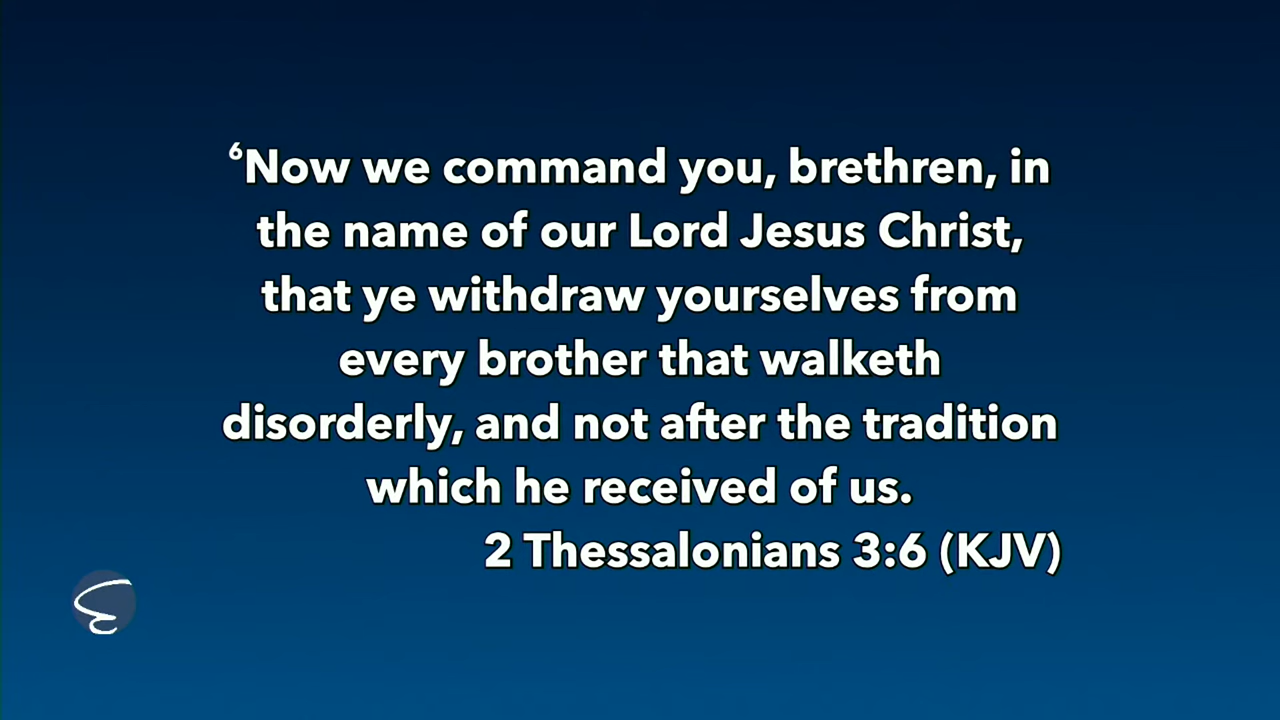 ⁶Now we command you, brethren, in
the name of our Lord Jesus Christ,
that ye withdraw yourselves from
every brother that walketh
disorderly, and not after the tradition
which he received of us.
2 Thessalonians 3:6 (KJV)